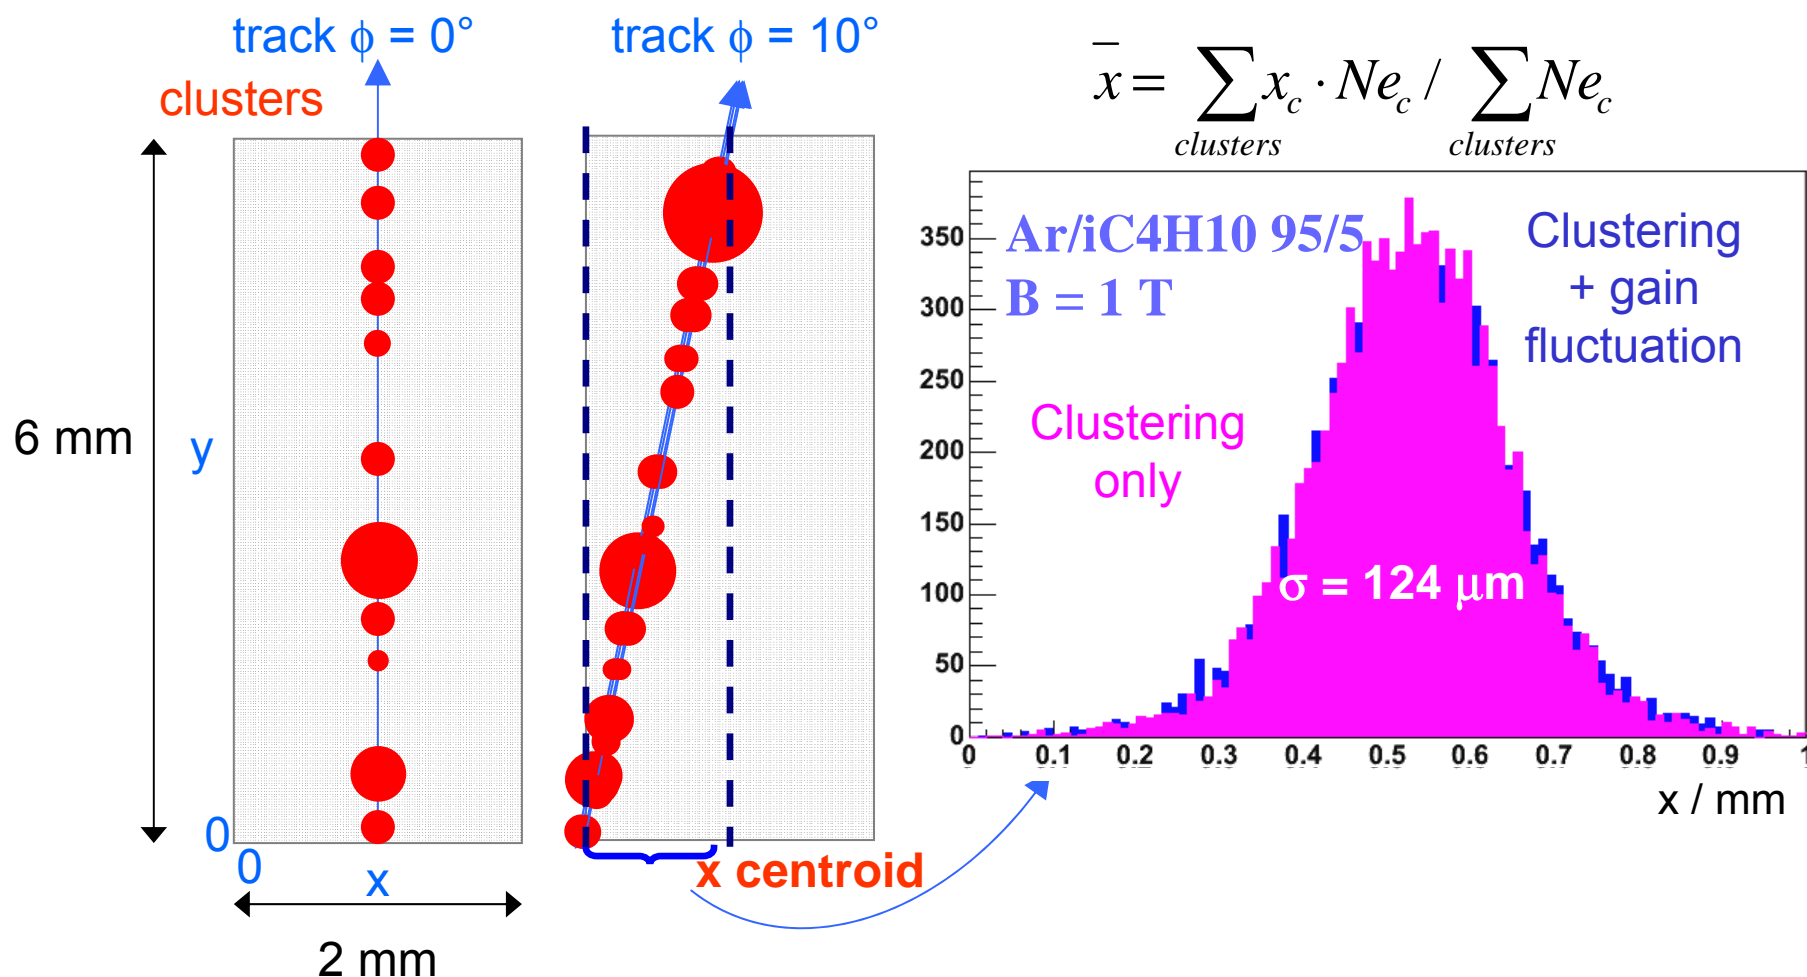 track ϕ = 0°
track ϕ = 10°
clusters
x̄ = ∑ x_c · Ne_c / ∑ Ne_c
clusters clusters
6 mm
y
0
0
x
2 mm
x centroid
Ar/iC4H10 95/5
B = 1 T
Clustering
+ gain
fluctuation
Clustering
only
σ = 124 μm
350
300
250
200
150
100
50
0
0 0.1 0.2 0.3 0.4 0.5 0.6 0.7 0.8 0.9 1
x / mm